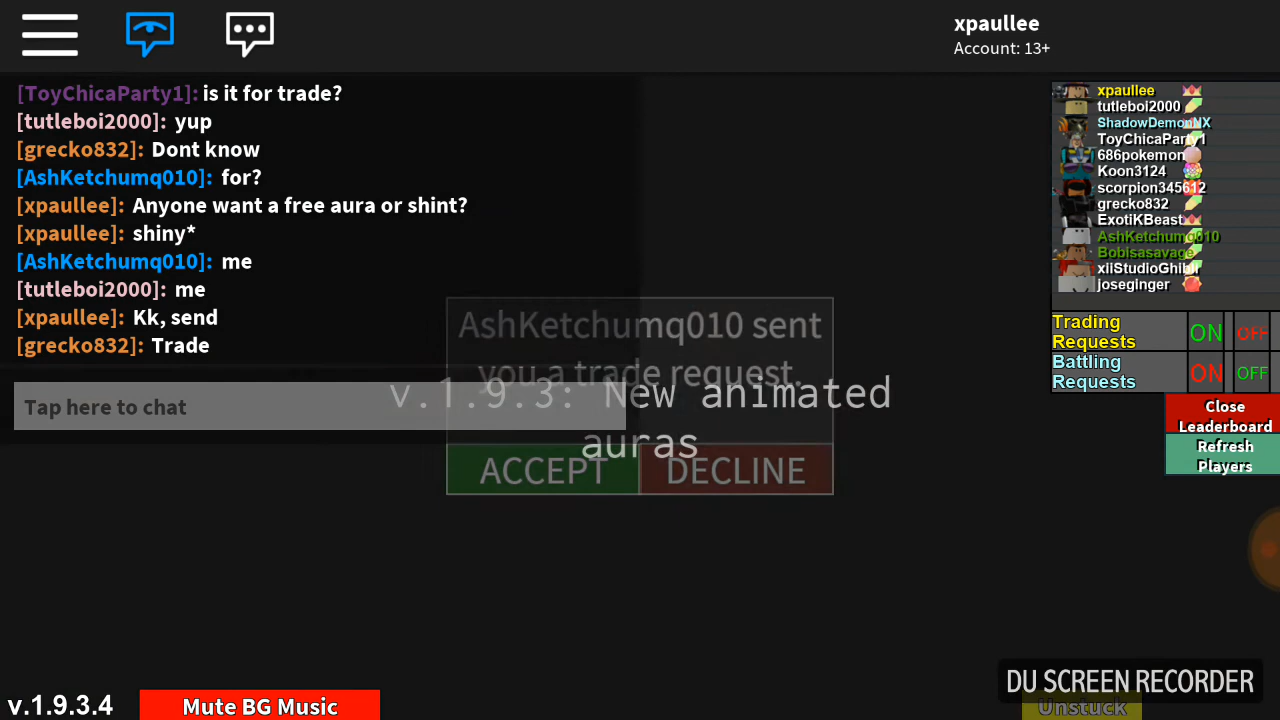 xpaullee
Account: 13+
[ToyChicaParty1]: is it for trade?
[tutleboi2000]: yup
[grecko832]: Dont know
[AshKetchumq010]: for?
[xpaullee]: Anyone want a free aura or shint?
[xpaullee]: shiny*
[AshKetchumq010]: me
[tutleboi2000]: me
[xpaullee]: Kk, send
[grecko832]: Trade
Tap here to chat
AshKetchumq010 sent
you a trade request.
v.1.9.3: New animated
auras
ACCEPT DECLINE
xpaullee
tutleboi2000
ShadowDemonNX
ToyChicaParty1
686pokemon
Koon3124
scorpion345612
grecko832
ExotiKBeast
AshKetchumq010
Bobisasavage
xiiStudioGhibli
joseginger
Trading
Requests ON OFF
Battling
Requests ON OFF
Close
Leaderboard
Refresh
Players
DU SCREEN RECORDER
Unstuck
v.1.9.3.4
Mute BG Music